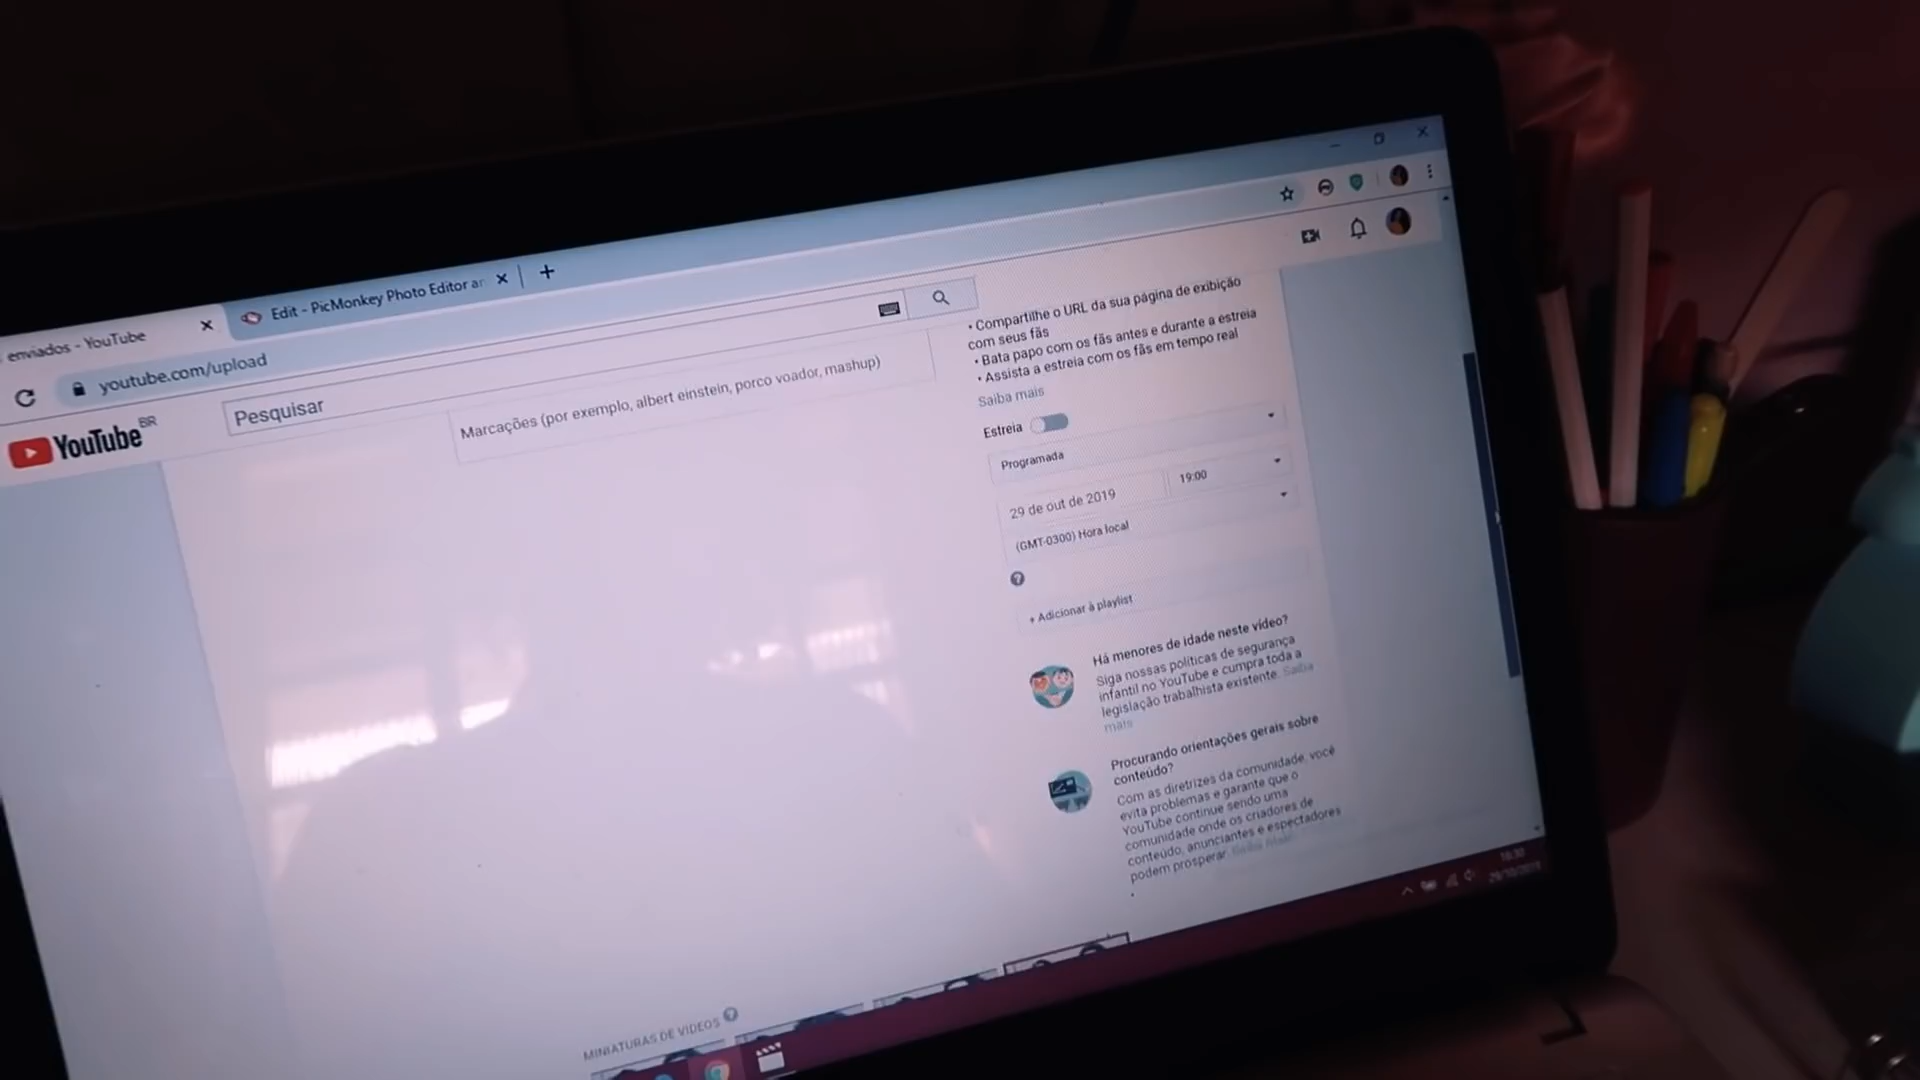 enviados - YouTube
Edit - PicMonkey Photo Editor ar
youtube.com/upload
YouTube BR
Pesquisar
Marcações (por exemplo, albert einstein, porco voador, mashup)
• Compartilhe o URL da sua página de exibição
com seus fãs
• Bata papo com os fãs antes e durante a estreia
• Assista a estreia com os fãs em tempo real
Saiba mais
Estreia
Programada
29 de out de 2019
19:00
(GMT-0300) Hora local
+ Adicionar à playlist
Há menores de idade neste vídeo?
Siga nossas políticas de segurança
infantil no YouTube e cumpra toda a
legislação trabalhista existente. Saiba
mais
Procurando orientações gerais sobre
conteúdo?
Com as diretrizes da comunidade, você
evita problemas e garante que o
YouTube continue sendo uma
comunidade onde os criadores de
conteúdo, anunciantes e espectadores
podem prosperar.
MINIATURAS DE VÍDEOS